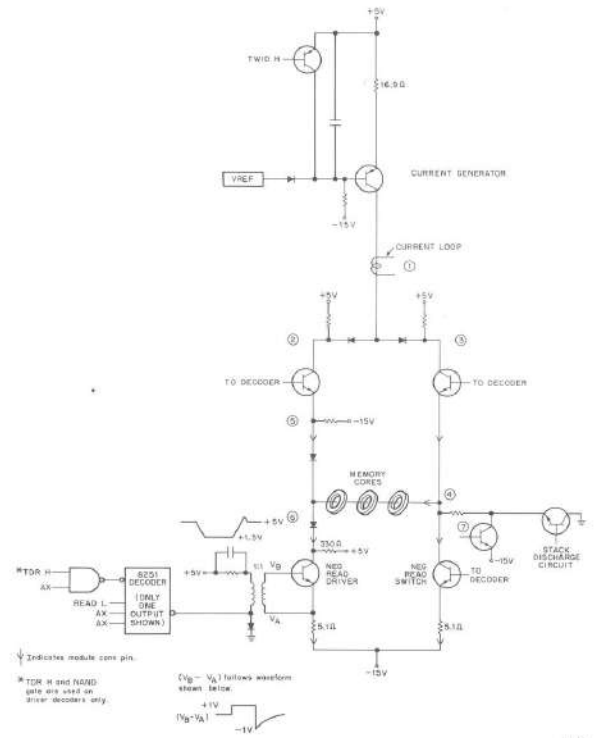 +5V
TWID H
16.9Ω
VREF
CURRENT GENERATOR
-15V
CURRENT LOOP
1
+5V
+5V
2
3
TO DECODER
TO DECODER
5
-15V
MEMORY
CORES
4
6
+5V
+1.5V
330Ω
+5V
7
-15V
STACK
DISCHARGE
CIRCUIT
+5V
1:1
VB
VA
NEG
READ
DRIVER
NEG
READ
SWITCH
TO
DECODER
*TDR H
AX
8251
DECODER
(ONLY
ONE
OUTPUT
SHOWN)
READ L
AX
AX
5.1Ω
5.1Ω
-15V
Indicates module conn pin.
* TDR H and NAND
gate are used on
driver decoders only.
(VB - VA) follows waveform
shown below.
+1V
(VB-VA)
-1V